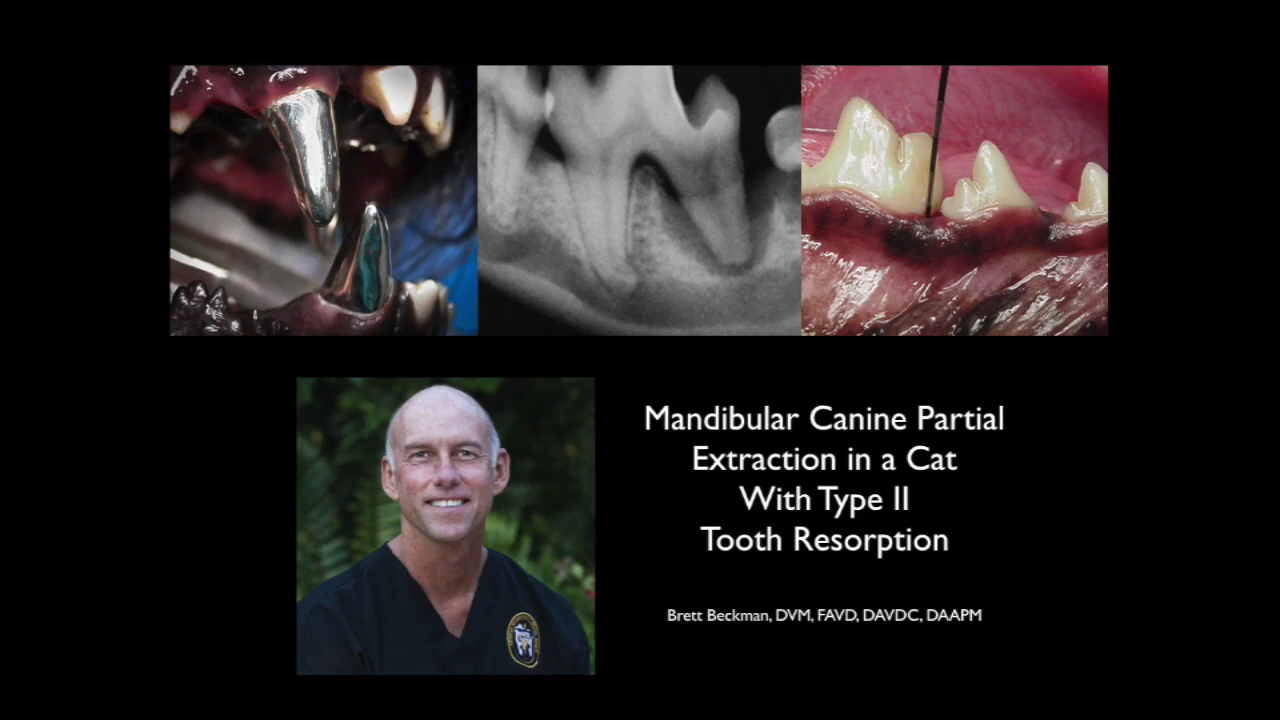 Mandibular Canine Partial
Extraction in a Cat
With Type II
Tooth Resorption
Brett Beckman, DVM, FAVD, DAVDC, DAAPM